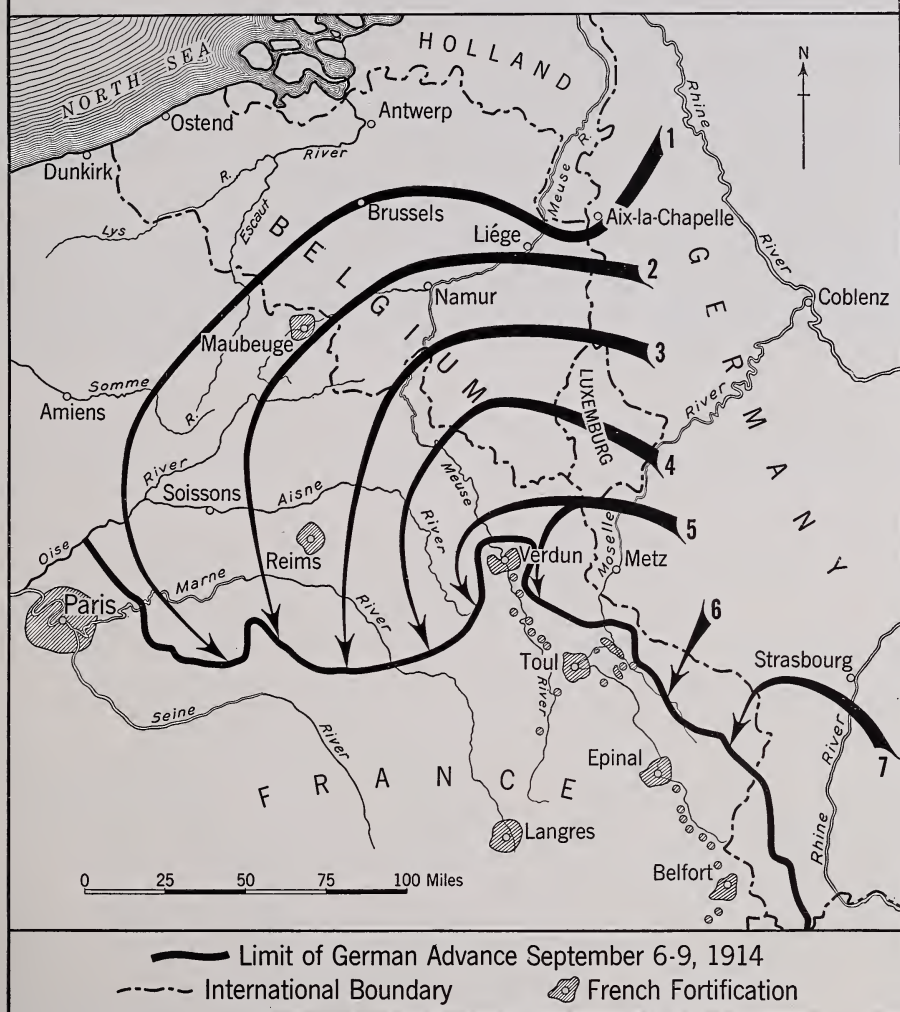 HOLLAND
NORTH SEA
N
Rhine
River
Ostend
Antwerp
Dunkirk
R.
River
Lys
Escaut
Meuse
R.
1
Brussels
Aix-la-Chapelle
Liége
BELGIUM
GERMANY
2
Namur
Coblenz
Maubeuge
3
Somme
R.
Amiens
LUXEMBURG
River
4
River
Soissons
Aisne
Meuse
River
5
Oise
Reims
Verdun
Moselle
Metz
Paris
Marne
River
6
Toul
Strasbourg
River
Seine
River
River
7
Epinal
FRANCE
Langres
Rhine
Belfort
0 25 50 75 100 Miles
Limit of German Advance September 6-9, 1914
International Boundary
French Fortification